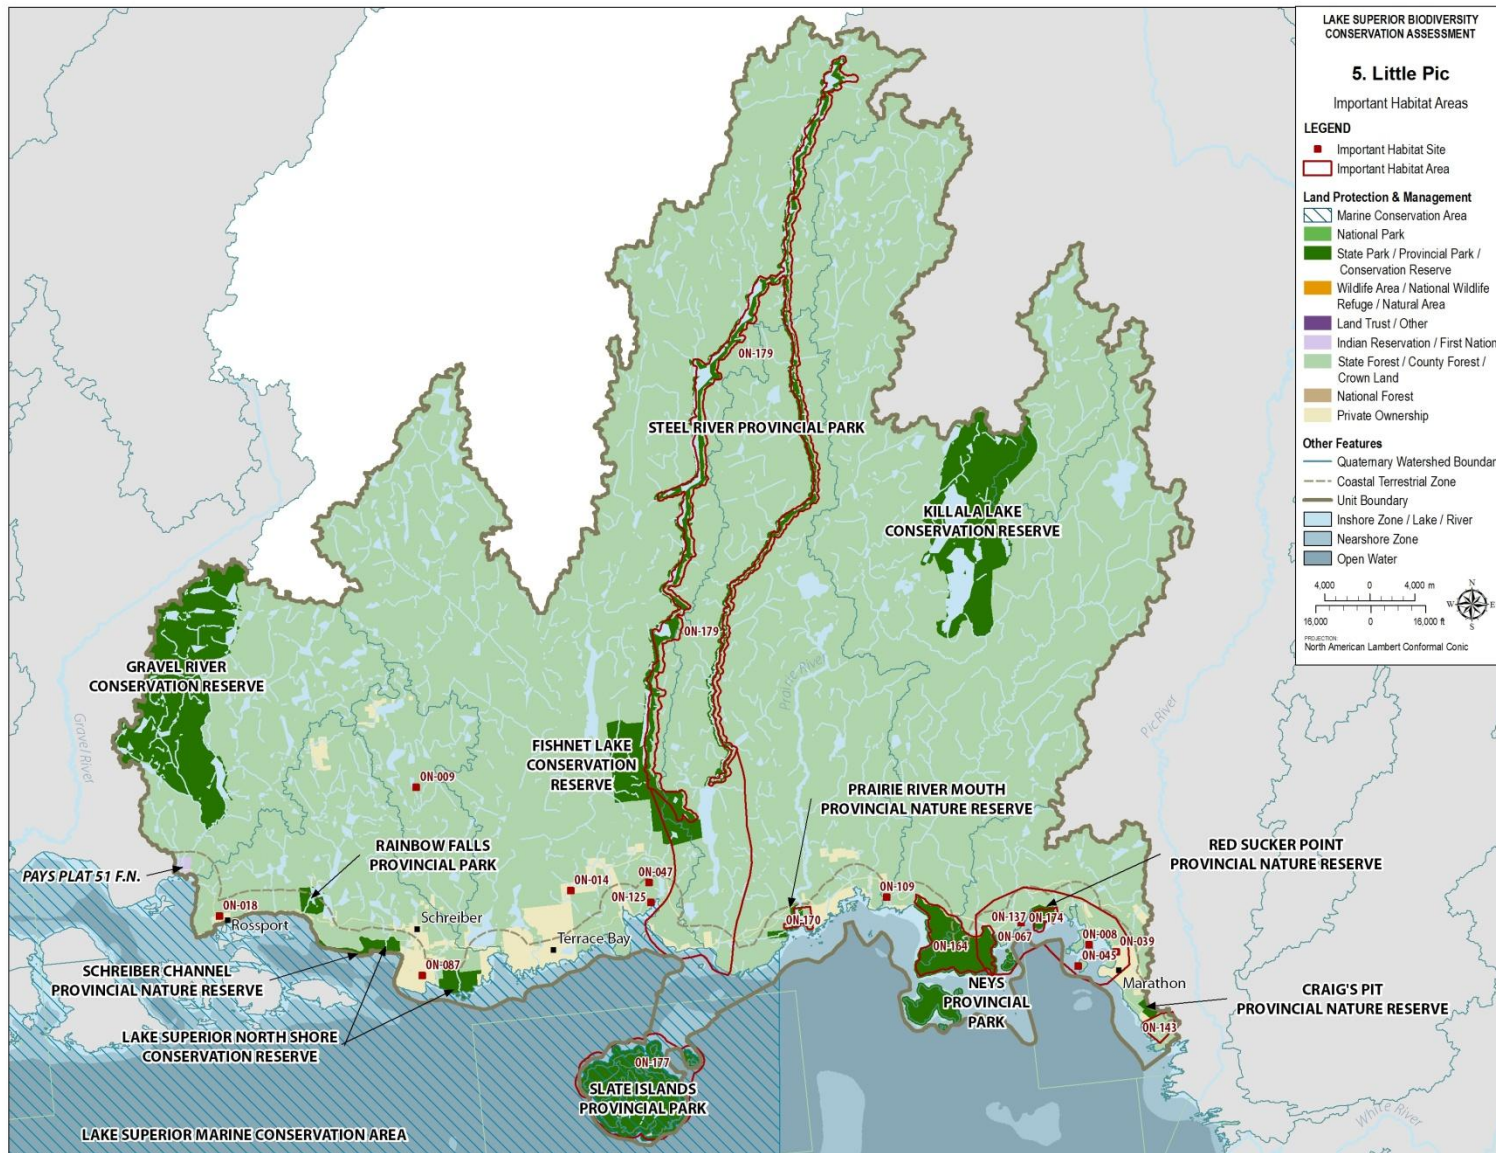 LAKE SUPERIOR BIODIVERSITY
CONSERVATION ASSESSMENT
5. Little Pic
Important Habitat Areas
LEGEND
Important Habitat Site
Important Habitat Area
Land Protection & Management
Marine Conservation Area
National Park
State Park / Provincial Park /
Conservation Reserve
Wildlife Area / National Wildlife
Refuge / Natural Area
Land Trust / Other
Indian Reservation / First Nation
State Forest / County Forest /
Crown Land
National Forest
Private Ownership
Other Features
Quaternary Watershed Boundar
Coastal Terrestrial Zone
Unit Boundary
Inshore Zone / Lake / River
Nearshore Zone
Open Water
4,000 0 4,000 m
16,000 0 16,000 ft
N
W E
S
PROJECTION:
North American Lambert Conformal Conic
ON-179
STEEL RIVER PROVINCIAL PARK
KILLALA LAKE
CONSERVATION RESERVE
ON-179
GRAVEL RIVER
CONSERVATION RESERVE
Gravel River
Prairie River
Pic River
FISHNET LAKE
CONSERVATION
RESERVE
ON-009
PRAIRIE RIVER MOUTH
PROVINCIAL NATURE RESERVE
RAINBOW FALLS
PROVINCIAL PARK
RED SUCKER POINT
PROVINCIAL NATURE RESERVE
PAYS PLAT 51 F.N.
ON-047
ON-014
ON-125
ON-109
ON-018
Rossport
Schreiber
ON-170
ON-137
ON-174
ON-067
ON-008
ON-039
ON-164
ON-045
Terrace Bay
ON-087
Marathon
SCHREIBER CHANNEL
PROVINCIAL NATURE RESERVE
NEYS
PROVINCIAL
PARK
CRAIG'S PIT
PROVINCIAL NATURE RESERVE
ON-143
LAKE SUPERIOR NORTH SHORE
CONSERVATION RESERVE
ON-177
SLATE ISLANDS
PROVINCIAL PARK
White River
LAKE SUPERIOR MARINE CONSERVATION AREA